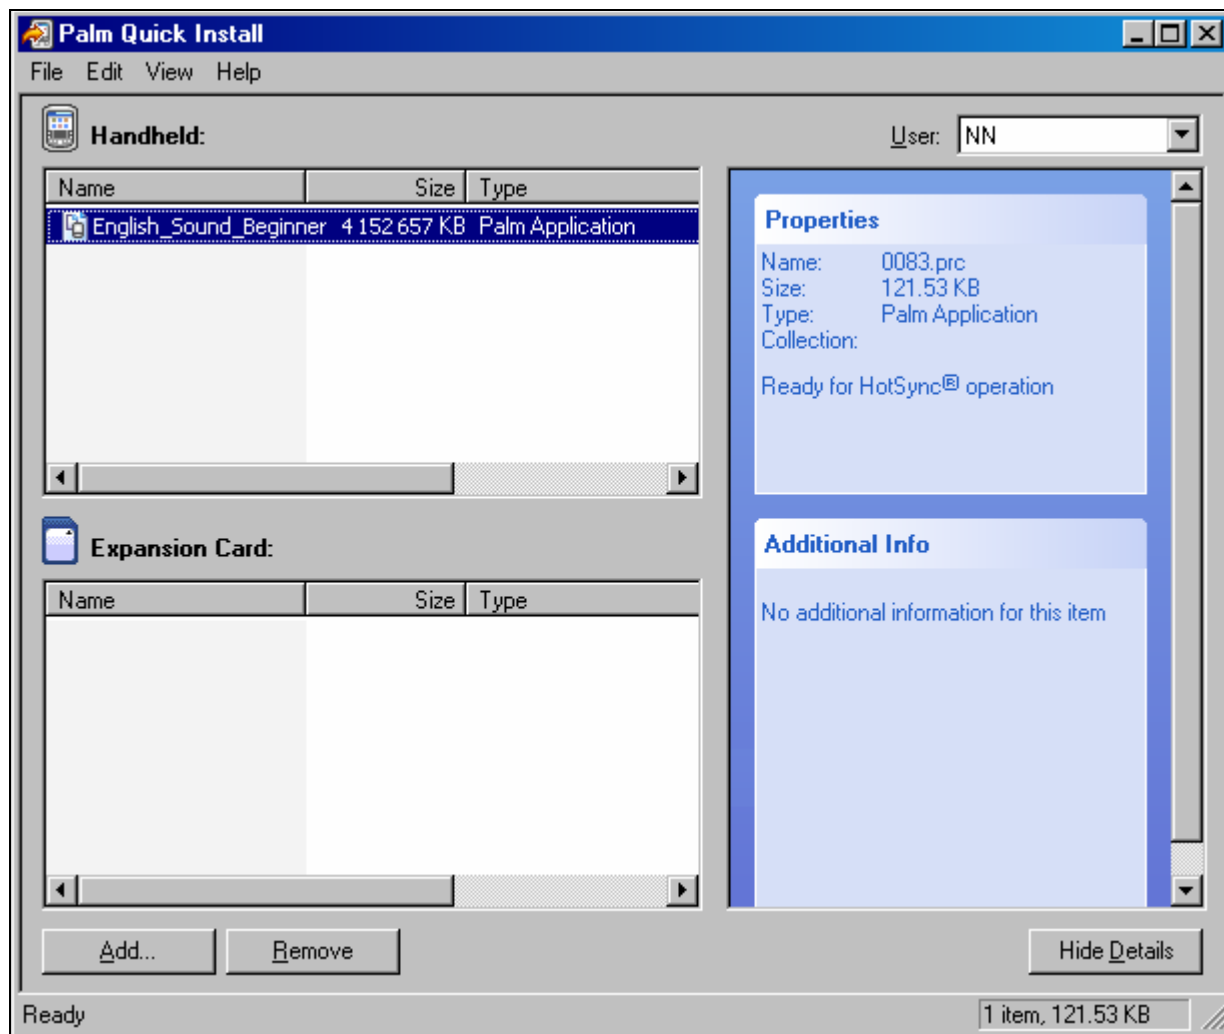 Palm Quick Install
File Edit View Help
Handheld:
User: NN
Name Size Type
English_Sound_Beginner 4 152 657 KB Palm Application
Properties
Name: 0083.prc
Size: 121.53 KB
Type: Palm Application
Collection:
Ready for HotSync® operation
Expansion Card:
Name Size Type
Additional Info
No additional information for this item
Add... Remove Hide Details
Ready 1 item, 121.53 KB